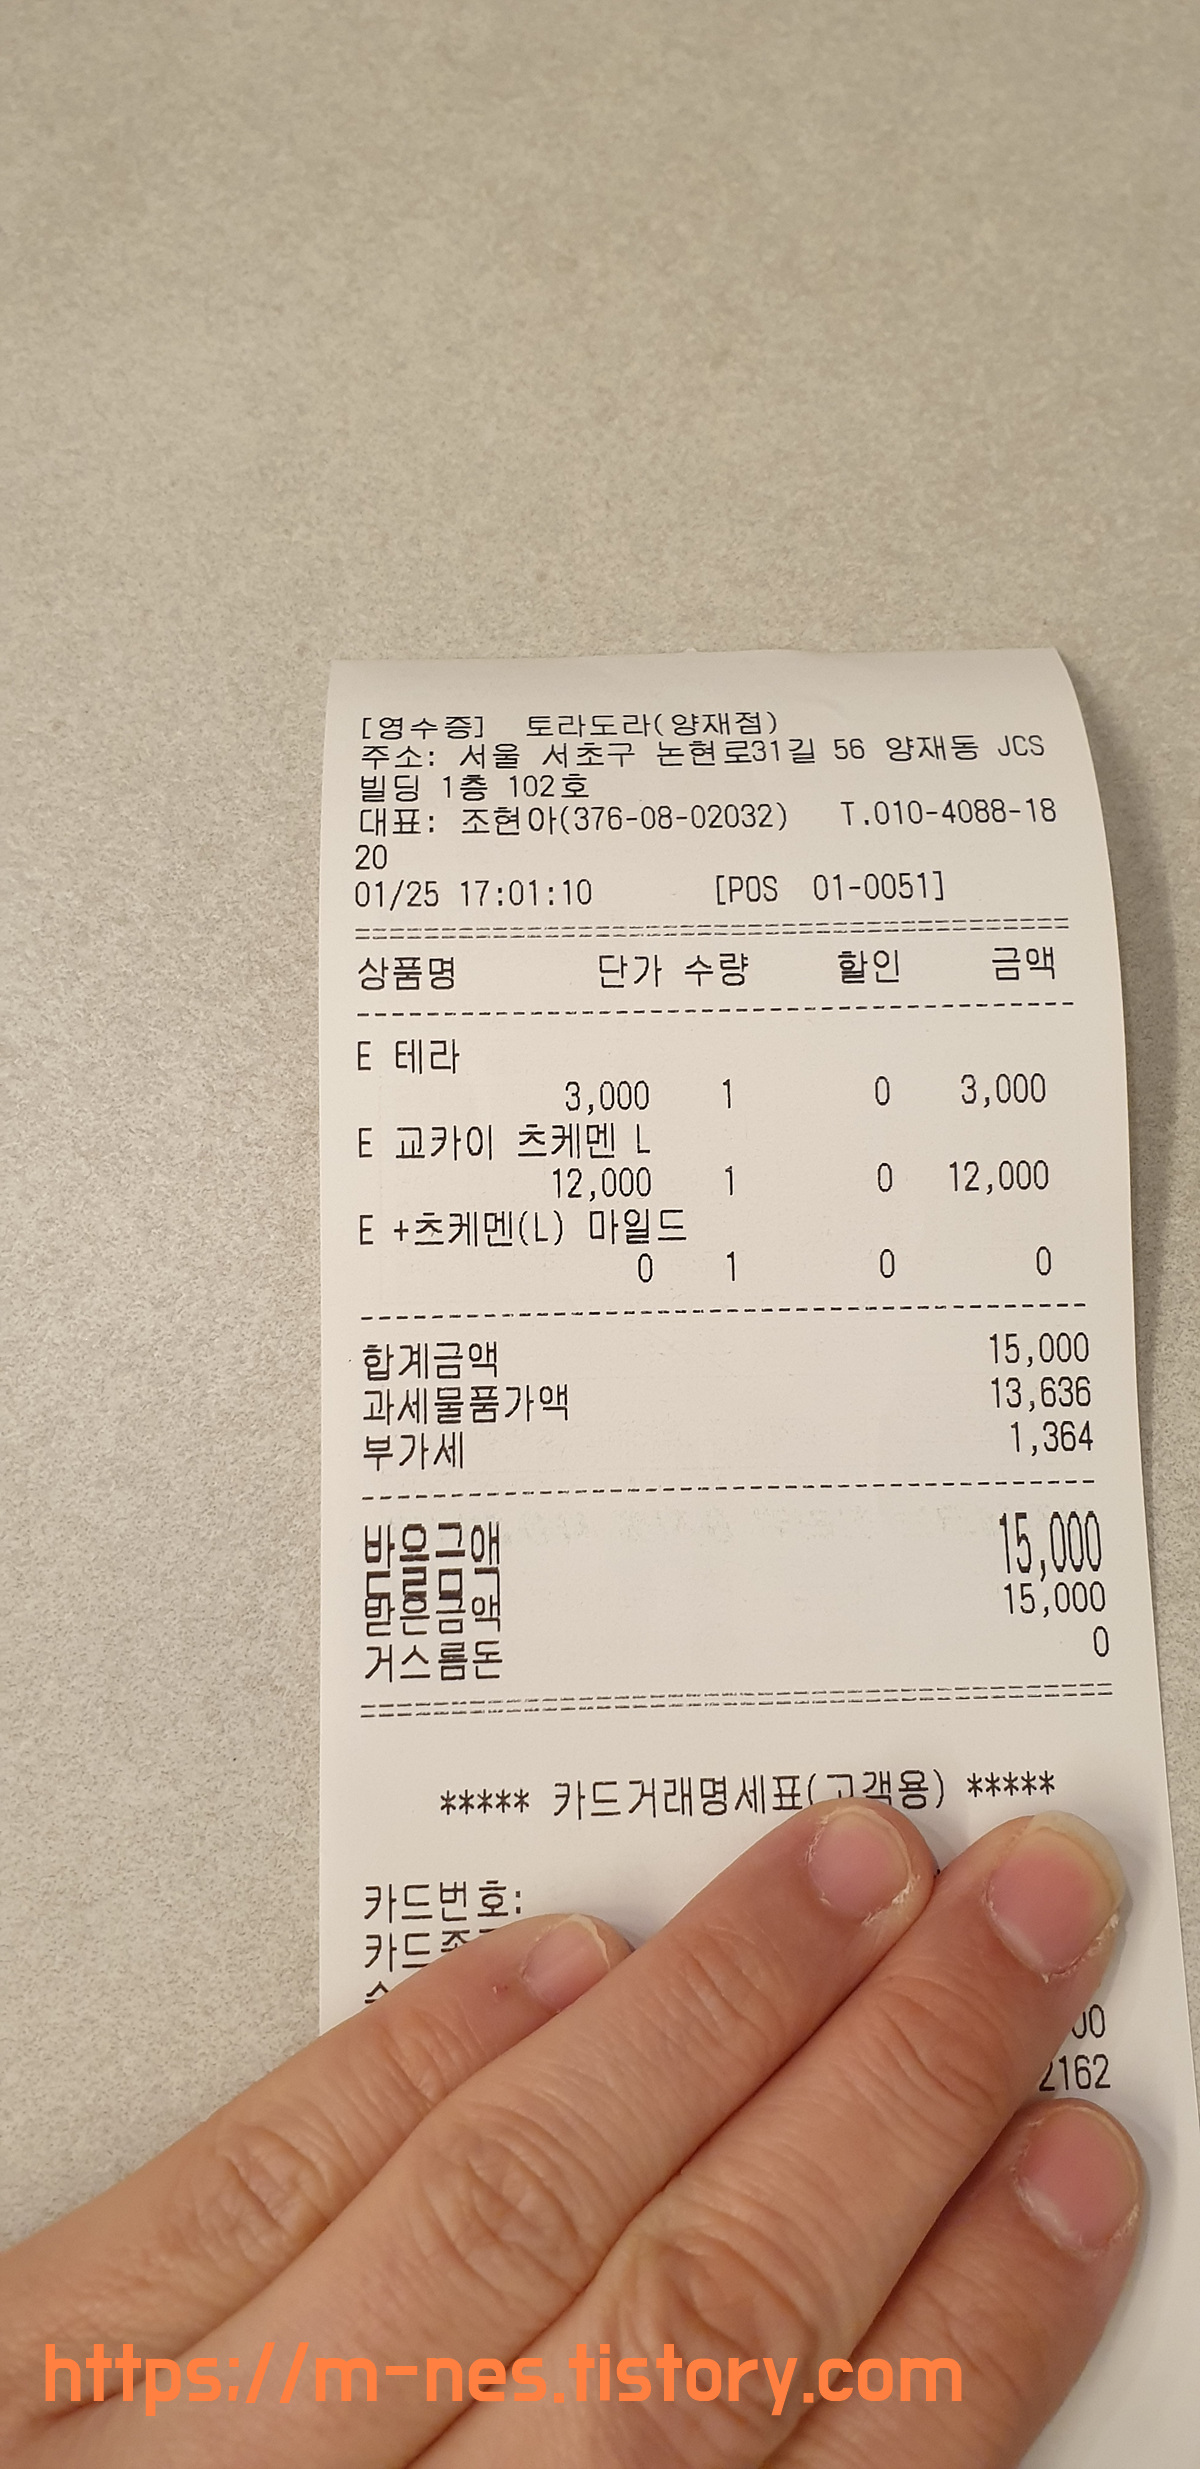 [영수증] 토라도라(양재점)
주소: 서울 서초구 논현로31길 56 양재동 JCS
빌딩 1층 102호
대표: 조현아(376-08-02032) T.010-4088-18
20
01/25 17:01:10 [POS 01-0051]
==================================================
상품명 단가 수량 할인 금액
--------------------------------------------------
E 테라
3,000 1 0 3,000
E 교카이 츠케멘 L
12,000 1 0 12,000
E +츠케멘(L) 마일드
0 1 0 0
--------------------------------------------------
합계금액 15,000
과세물품가액 13,636
부가세 1,364
--------------------------------------------------
받을금액 15,000
받은금액 15,000
거스름돈 0
==================================================
***** 카드거래명세표(고객용) *****
카드번호:
2162
https://m-nes.tistory.com